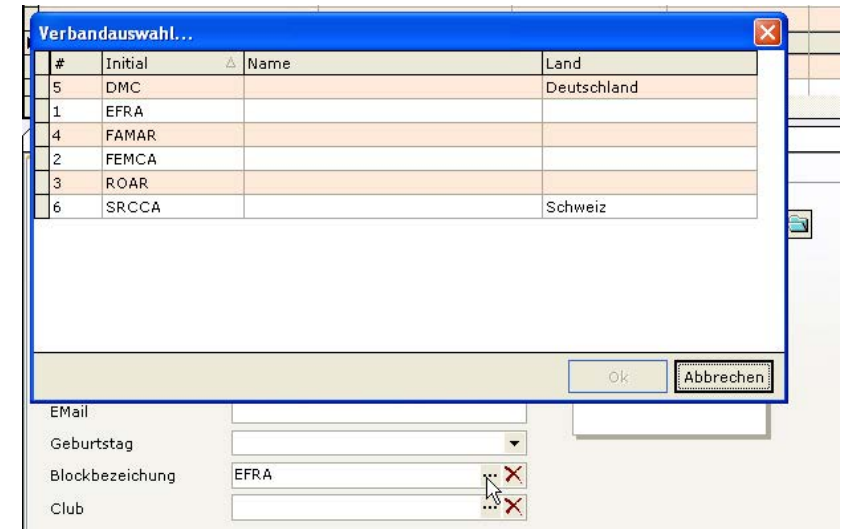 Verbandauswahl...
# Initial Name Land
5 DMC Deutschland
1 EFRA
4 FAMAR
2 FEMCA
3 ROAR
6 SRCCA Schweiz
Ok Abbrechen
EMail
Geburtstag
Blockbezeichung EFRA ...
Club ...